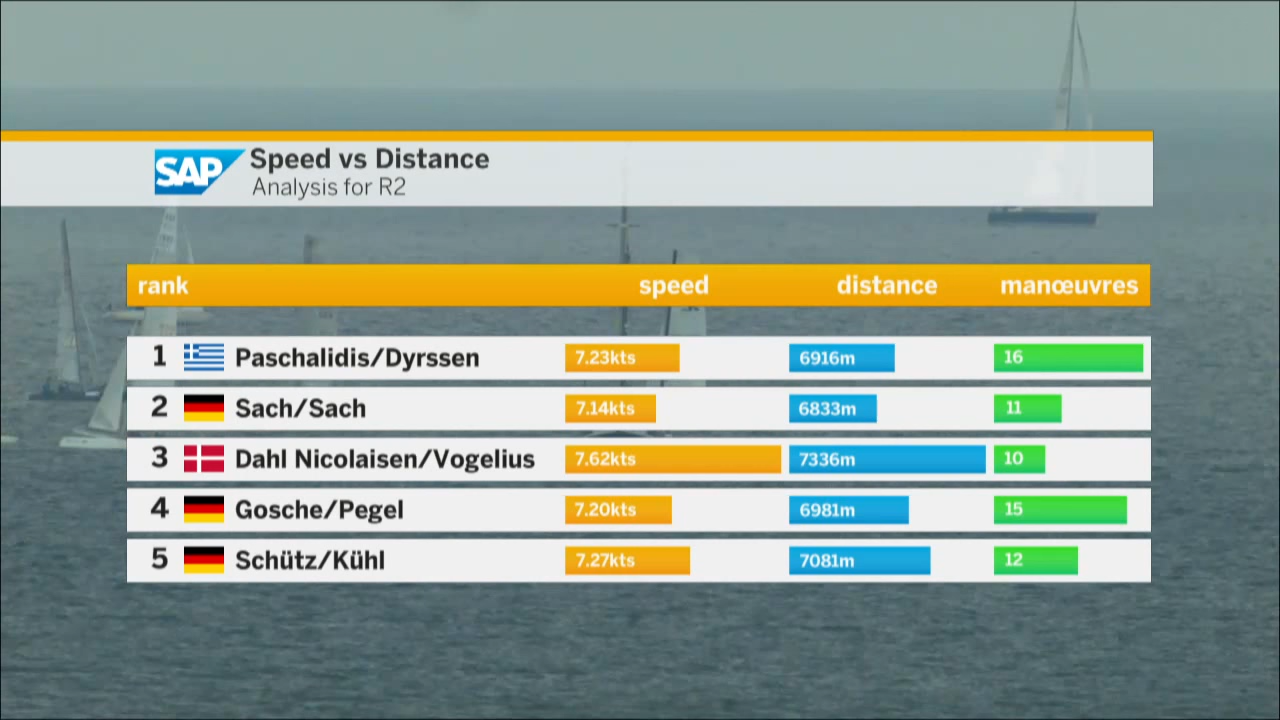 SAP Speed vs Distance
Analysis for R2
rank speed distance manœuvres
1 Paschalidis/Dyrssen 7.23kts 6916m 16
2 Sach/Sach 7.14kts 6833m 11
3 Dahl Nicolaisen/Vogelius 7.62kts 7336m 10
4 Gosche/Pegel 7.20kts 6981m 15
5 Schütz/Kühl 7.27kts 7081m 12